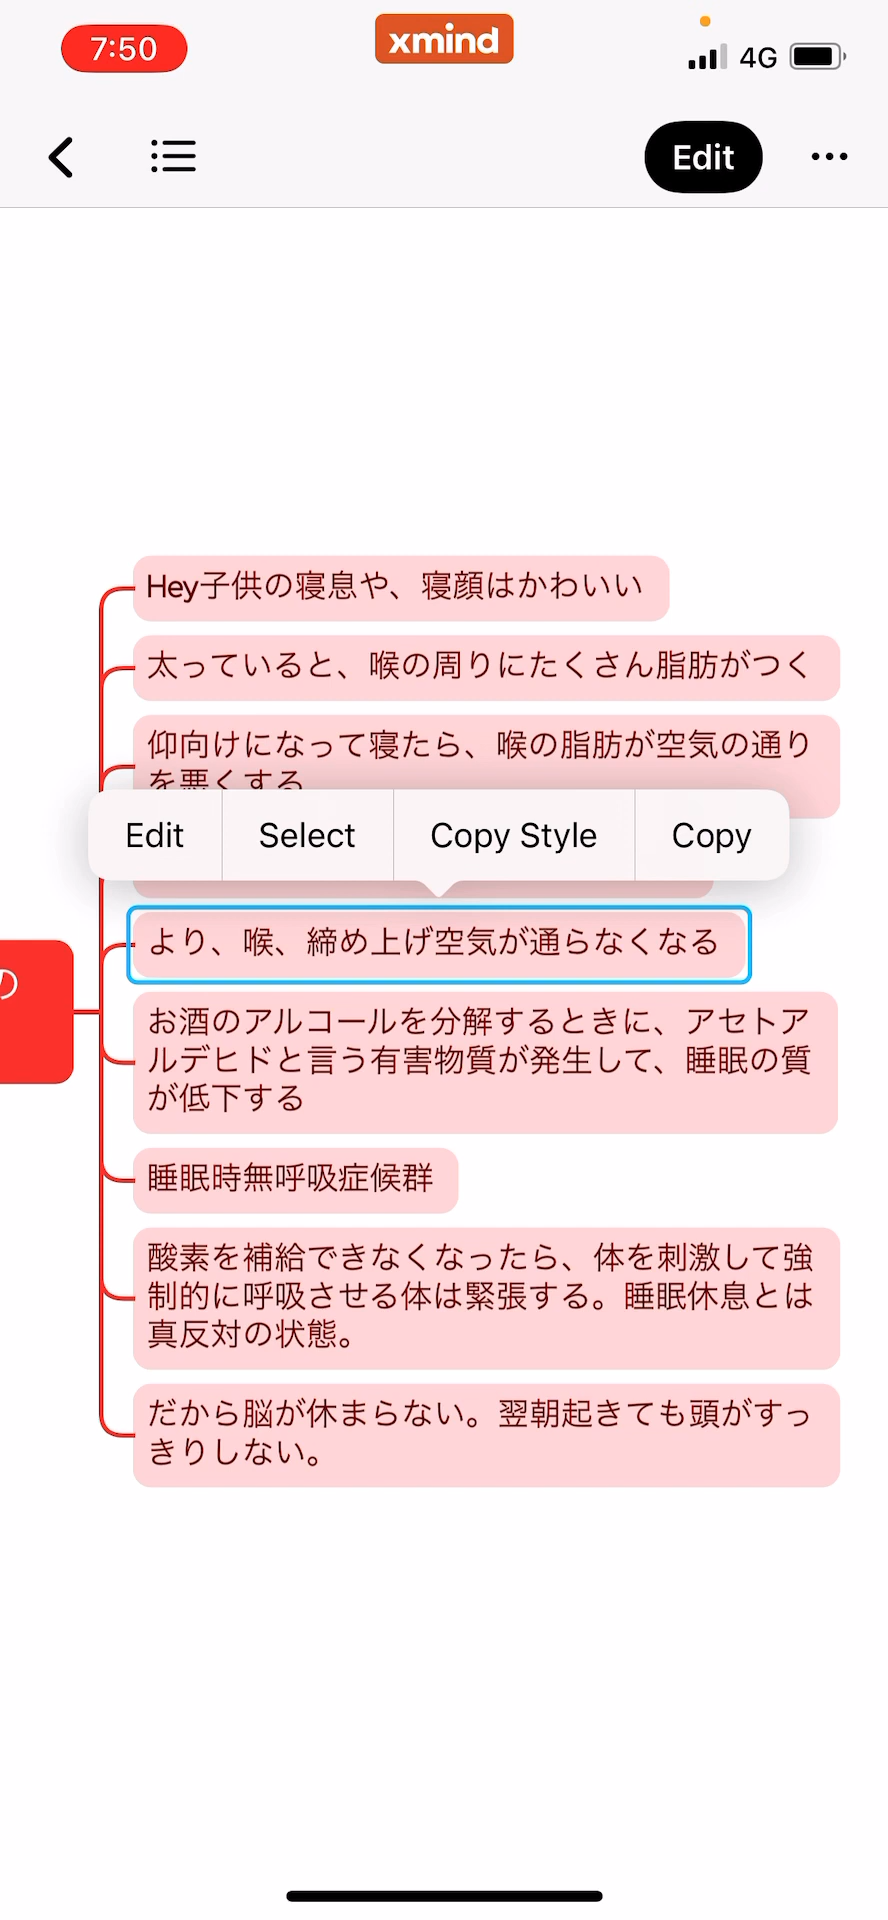 7:50
xmind
4G
Edit
Hey子供の寝息や、寝顔はかわいい
太っていると、喉の周りにたくさん脂肪がつく
仰向けになって寝たら、喉の脂肪が空気の通り
を悪くする
Edit
Select
Copy Style
Copy
より、喉、締め上げ空気が通らなくなる
の
お酒のアルコールを分解するときに、アセトア
ルデヒドと言う有害物質が発生して、睡眠の質
が低下する
睡眠時無呼吸症候群
酸素を補給できなくなったら、体を刺激して強
制的に呼吸させる体は緊張する。睡眠休息とは
真反対の状態。
だから脳が休まらない。翌朝起きても頭がすっ
きりしない。